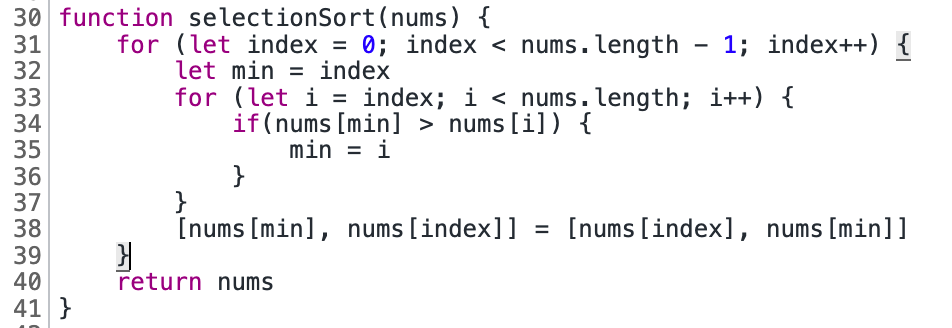 30 function selectionSort(nums) {
31     for (let index = 0; index < nums.length - 1; index++) {
32         let min = index
33         for (let i = index; i < nums.length; i++) {
34             if(nums[min] > nums[i]) {
35                 min = i
36             }
37         }
38         [nums[min], nums[index]] = [nums[index], nums[min]]
39     }
40     return nums
41 }